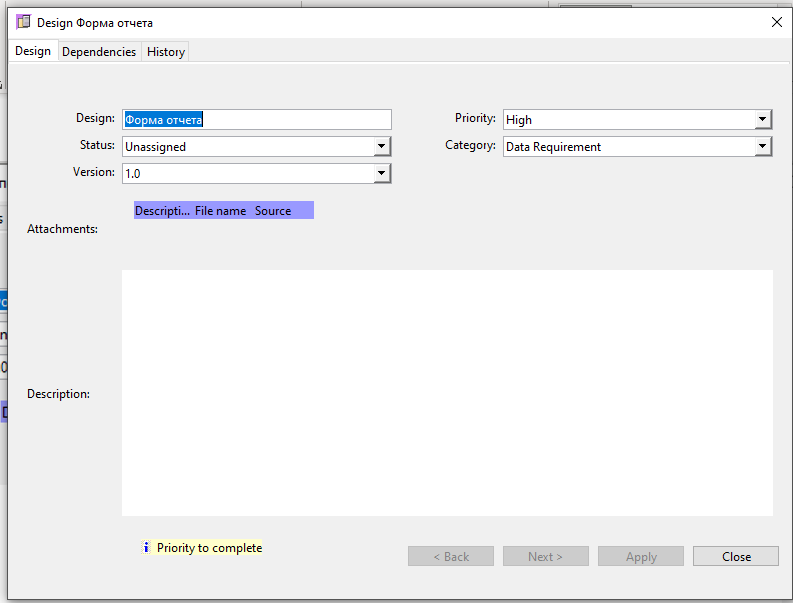 Design Форма отчета
Design Dependencies History
Design: Форма отчета Priority: High
Status: Unassigned Category: Data Requirement
Version: 1.0
Descripti... File name Source
Attachments:
Description:
i Priority to complete
< Back Next > Apply Close